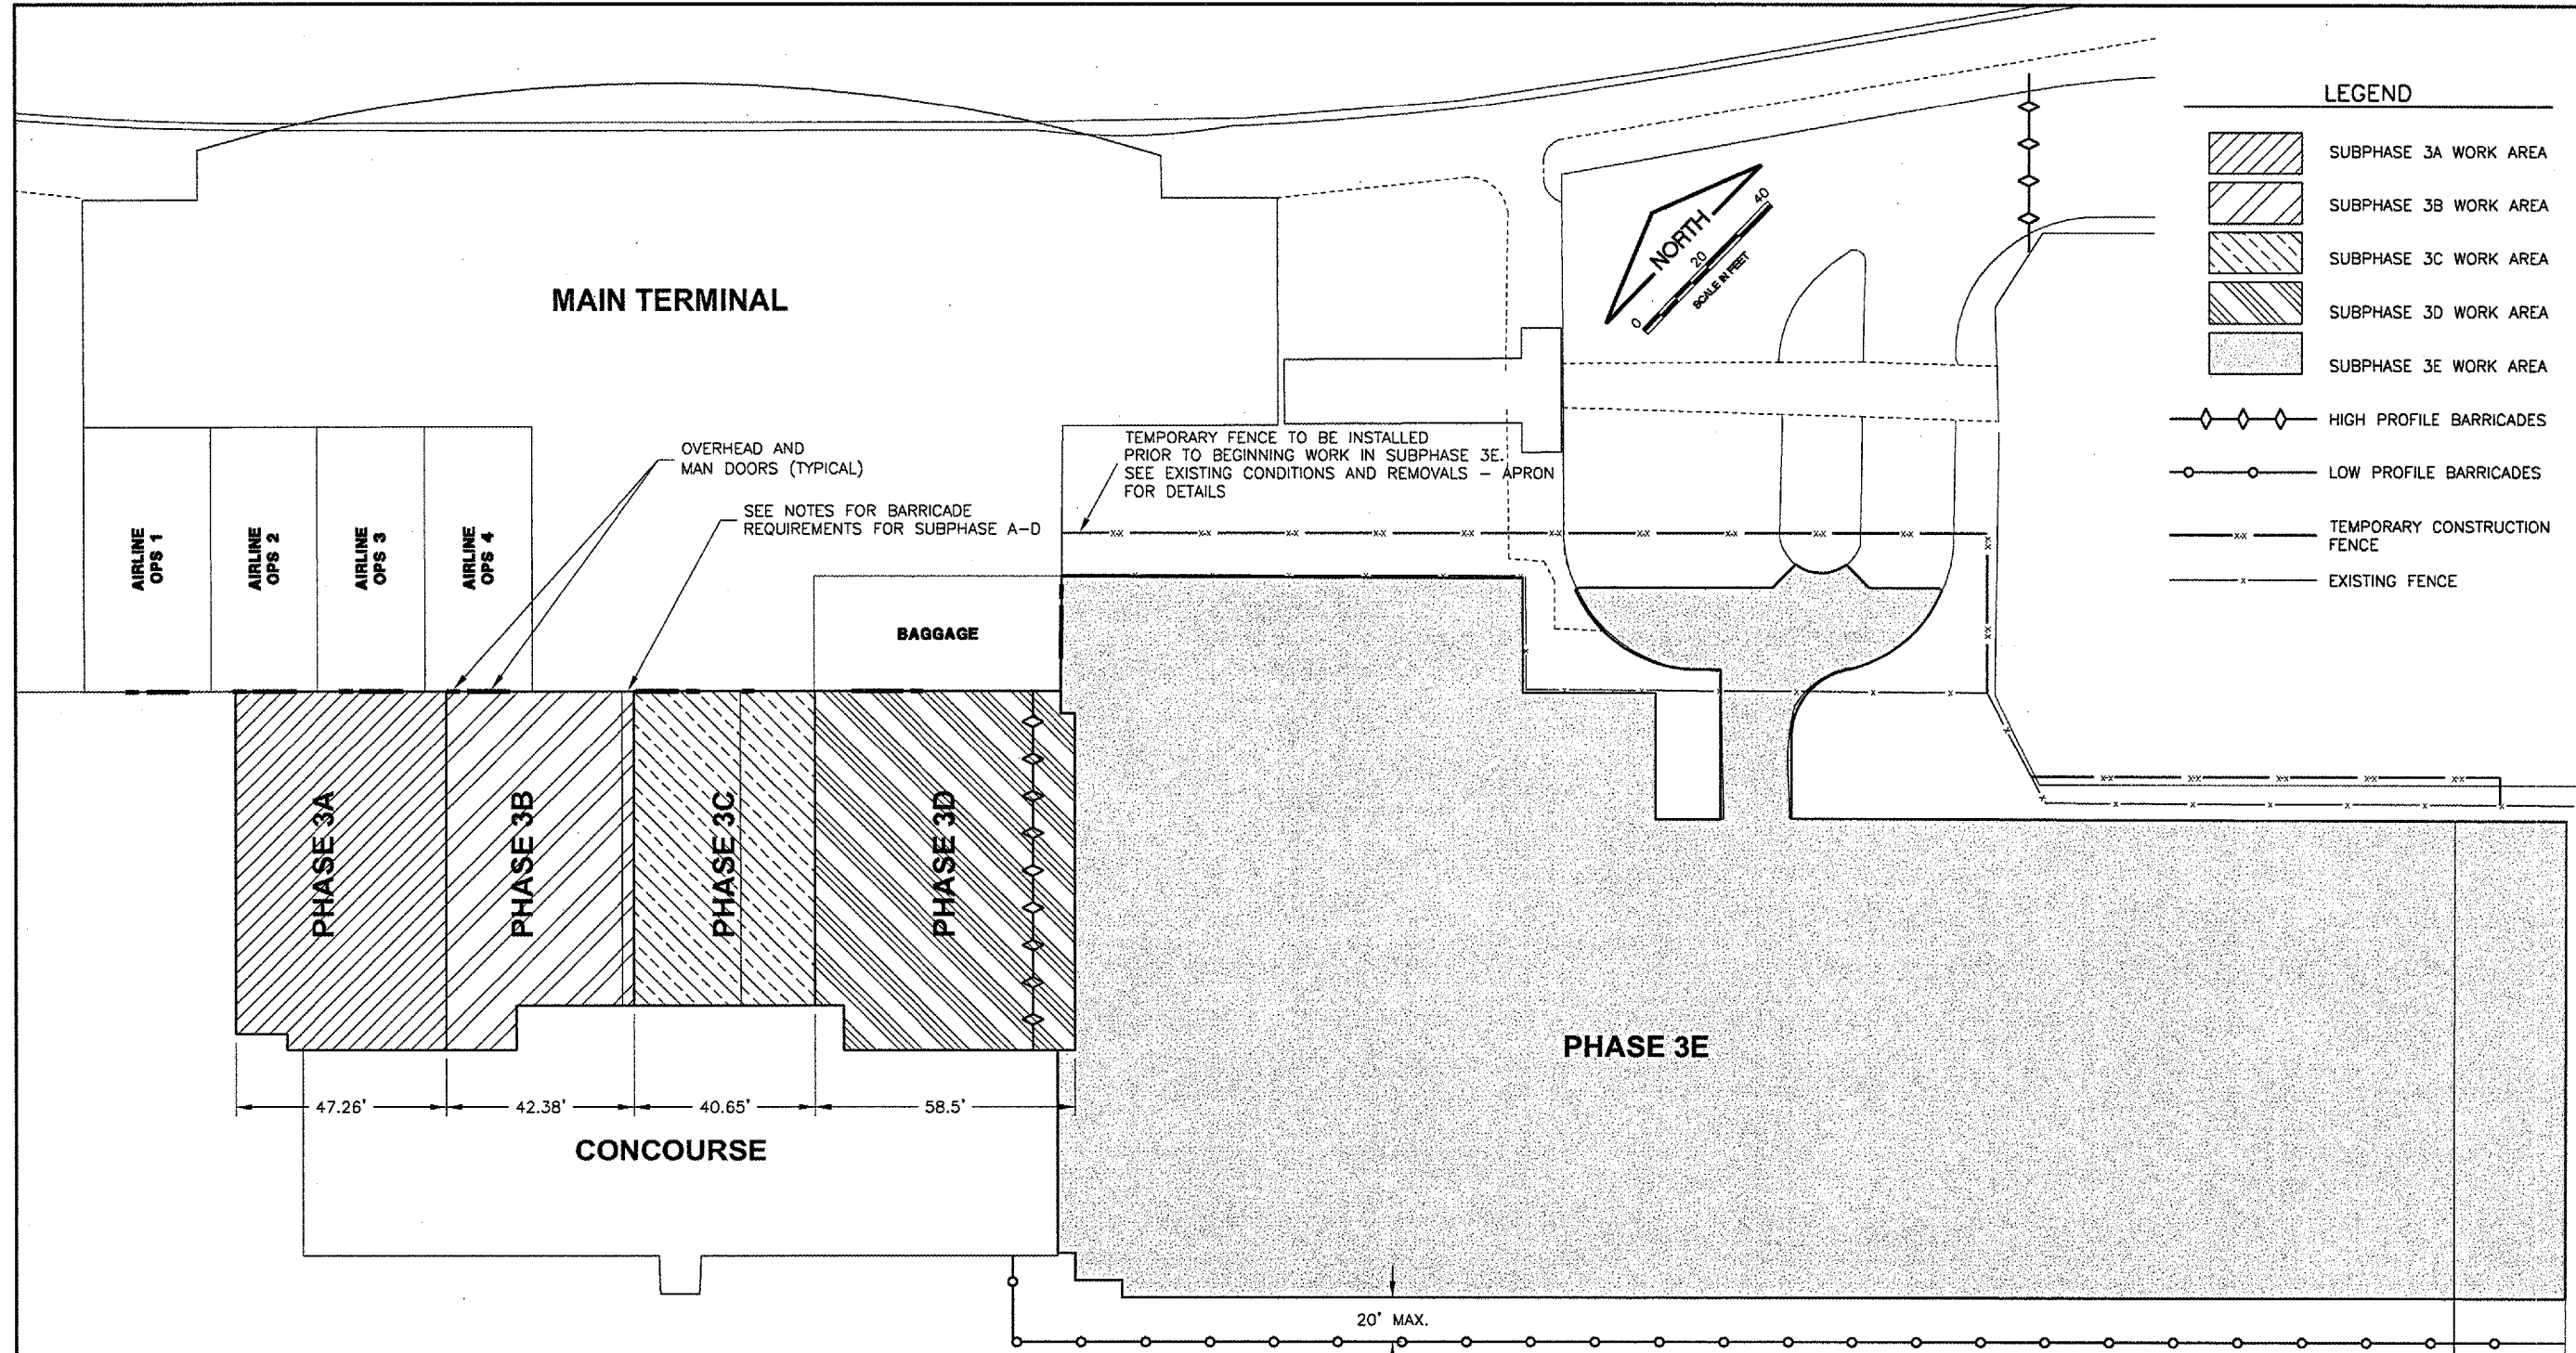 LEGEND
SUBPHASE 3A WORK AREA
SUBPHASE 3B WORK AREA
SUBPHASE 3C WORK AREA
SUBPHASE 3D WORK AREA
SUBPHASE 3E WORK AREA
HIGH PROFILE BARRICADES
LOW PROFILE BARRICADES
TEMPORARY CONSTRUCTION
FENCE
EXISTING FENCE
NORTH
0 20 40
SCALE IN FEET
MAIN TERMINAL
OVERHEAD AND
MAN DOORS (TYPICAL)
SEE NOTES FOR BARRICADE
REQUIREMENTS FOR SUBPHASE A-D
TEMPORARY FENCE TO BE INSTALLED
PRIOR TO BEGINNING WORK IN SUBPHASE 3E.
SEE EXISTING CONDITIONS AND REMOVALS - APRON
FOR DETAILS
AIRLINE
OPS 1
AIRLINE
OPS 2
AIRLINE
OPS 3
AIRLINE
OPS 4
BAGGAGE
PHASE 3A
PHASE 3B
PHASE 3C
PHASE 3D
PHASE 3E
47.26'
42.38'
40.65'
58.5'
CONCOURSE
20' MAX.